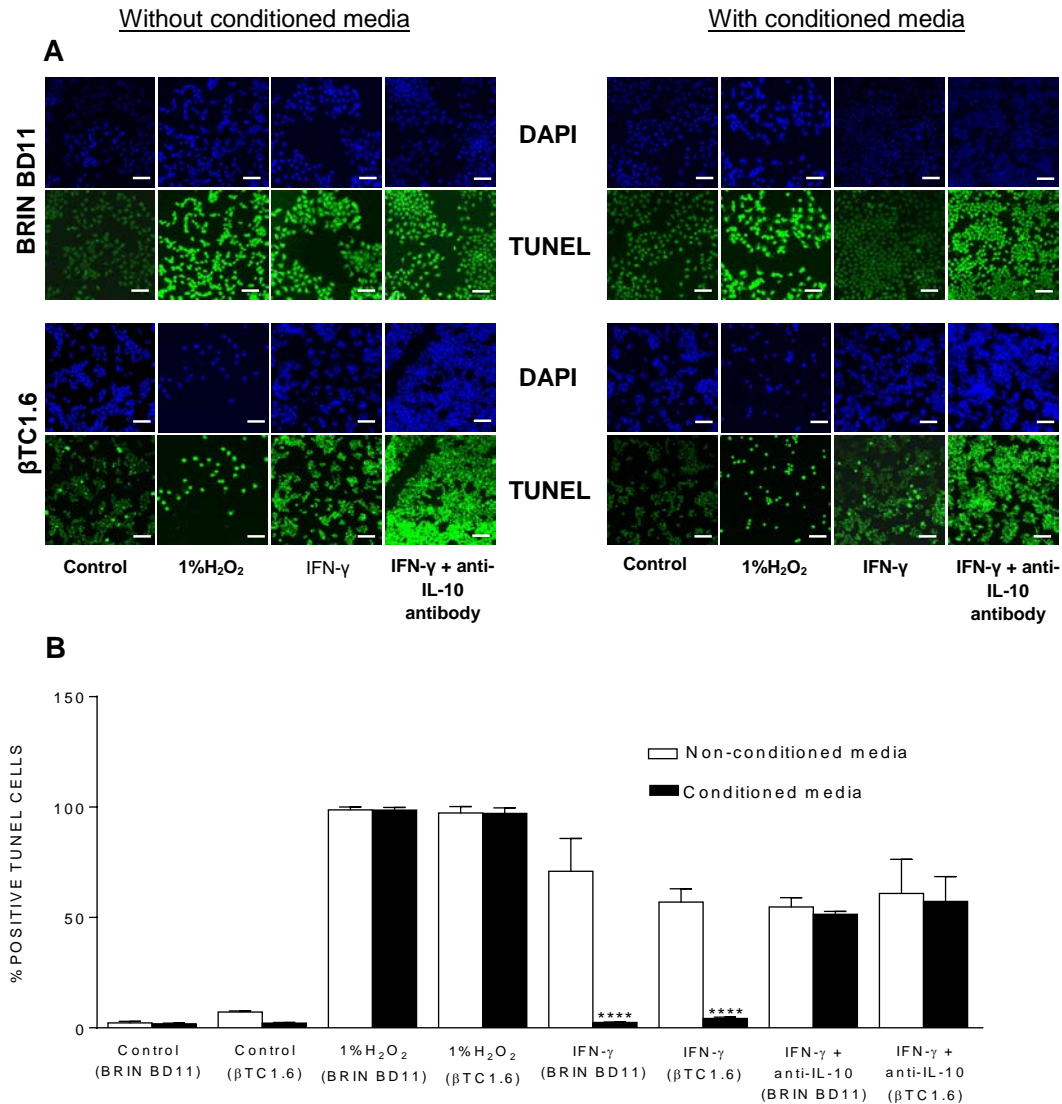 Without conditioned media
With conditioned media
A
BRIN BD11
DAPI
TUNEL
βTC1.6
DAPI
TUNEL
Control
1%H₂O₂
IFN-γ
IFN-γ + anti-
IL-10
antibody
Control
1%H₂O₂
IFN-γ
IFN-γ + anti-
IL-10
antibody
B
% POSITIVE TUNEL CELLS
150
100
50
0
Non-conditioned media
Conditioned media
****
****
Control
(BRIN BD11)
Control
(βTC1.6)
1%H₂O₂
(BRIN BD11)
1%H₂O₂
(βTC1.6)
IFN-γ
(BRIN BD11)
IFN-γ
(βTC1.6)
IFN-γ +
anti-IL-10
(BRIN BD11)
IFN-γ +
anti-IL-10
(βTC1.6)